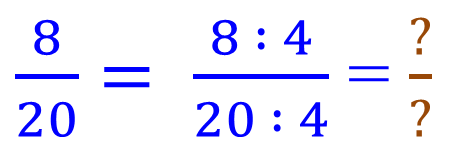 8/20 = 8 : 4/20 : 4 = ?/?